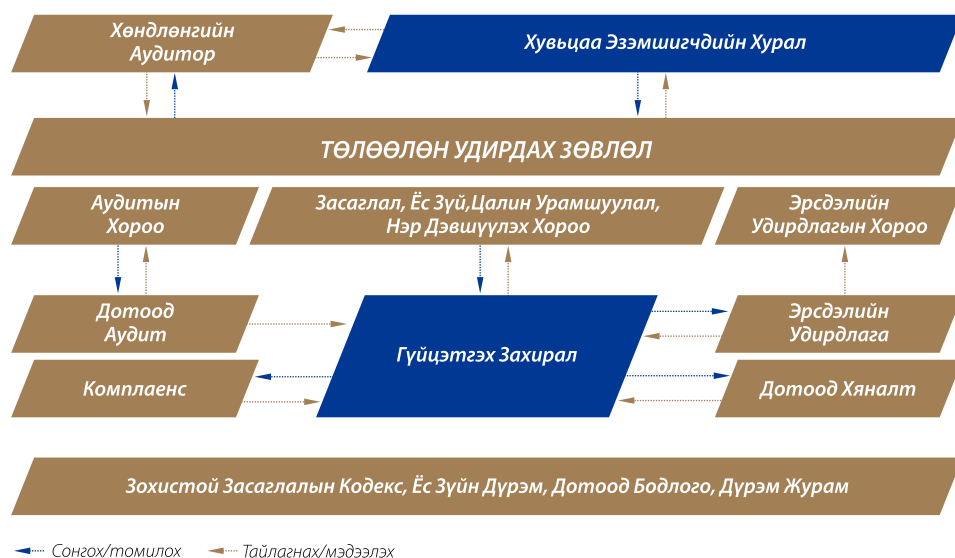 Хөндлөнгийн
Аудитор
Хувьцаа Эзэмшигчдийн Хурал
ТӨЛӨӨЛӨН УДИРДАХ ЗӨВЛӨЛ
Аудитын
Хороо
Засаглал, Ёс Зүй,Цалин Урамшуулал,
Нэр Дэвшүүлэх Хороо
Эрсдэлийн
Удирдлагын Хороо
Дотоод
Аудит
Гүйцэтгэх Захирал
Эрсдэлийн
Удирдлага
Комплаенс
Дотоод Хяналт
Зохистой Засаглалын Кодекс, Ёс Зүйн Дүрэм, Дотоод Бодлого, Дүрэм Журам
Сонгох/томилох
Тайлагнах/мэдээлэх